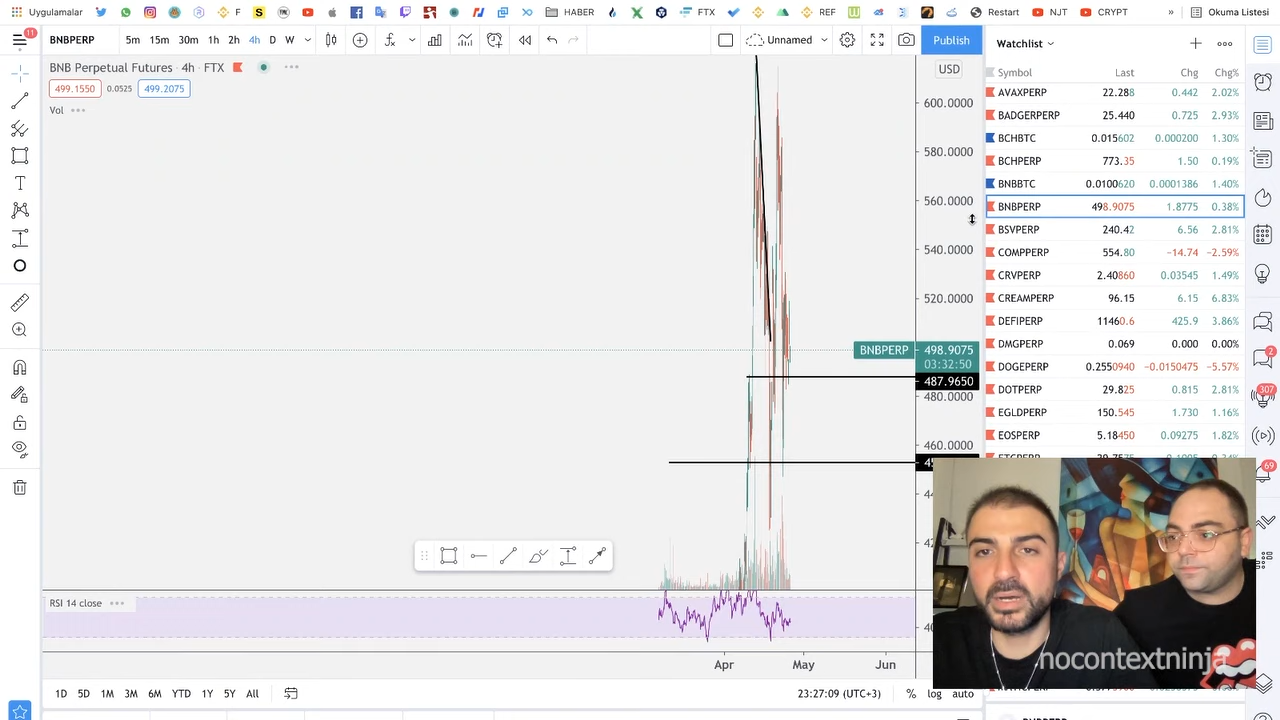 Uygulamalar F FTX HABER REF Restart NJT CRYPT » Okuma Listesi
11 BNBPERP 5m 15m 30m 1h 2h 4h D W Unnamed Publish Watchlist
BNB Perpetual Futures · 4h · FTX USD
499.1550 0.0525 499.2075
Vol
Symbol Last Chg Chg%
AVAXPERP 22.288 0.442 2.02%
BADGERPERP 25.440 0.725 2.93%
BCHBTC 0.015602 0.000200 1.30%
BCHPERP 773.35 1.50 0.19%
BNBBTC 0.0100620 0.0001386 1.40%
BNBPERP 498.9075 1.8775 0.38%
BSVPERP 240.42 6.56 2.81%
COMPPERP 554.80 −14.74 −2.59%
CRVPERP 2.40860 0.03545 1.49%
CREAMPERP 96.15 6.15 6.83%
DEFIPERP 11460.6 425.9 3.86%
DMGPERP 0.069 0.000 0.00%
DOGEPERP 0.2550940 −0.0150475 −5.57%
DOTPERP 29.825 0.815 2.81%
EGLDPERP 150.545 1.730 1.16%
EOSPERP 5.18450 0.09275 1.82%
600.0000
580.0000
560.0000
540.0000
520.0000
BNBPERP 498.9075
03:32:50
487.9650
480.0000
460.0000
2
307
69
RSI 14 close
Apr May Jun
1D 5D 1M 3M 6M YTD 1Y 5Y All 23:27:09 (UTC+3) % log auto
nocontextninja